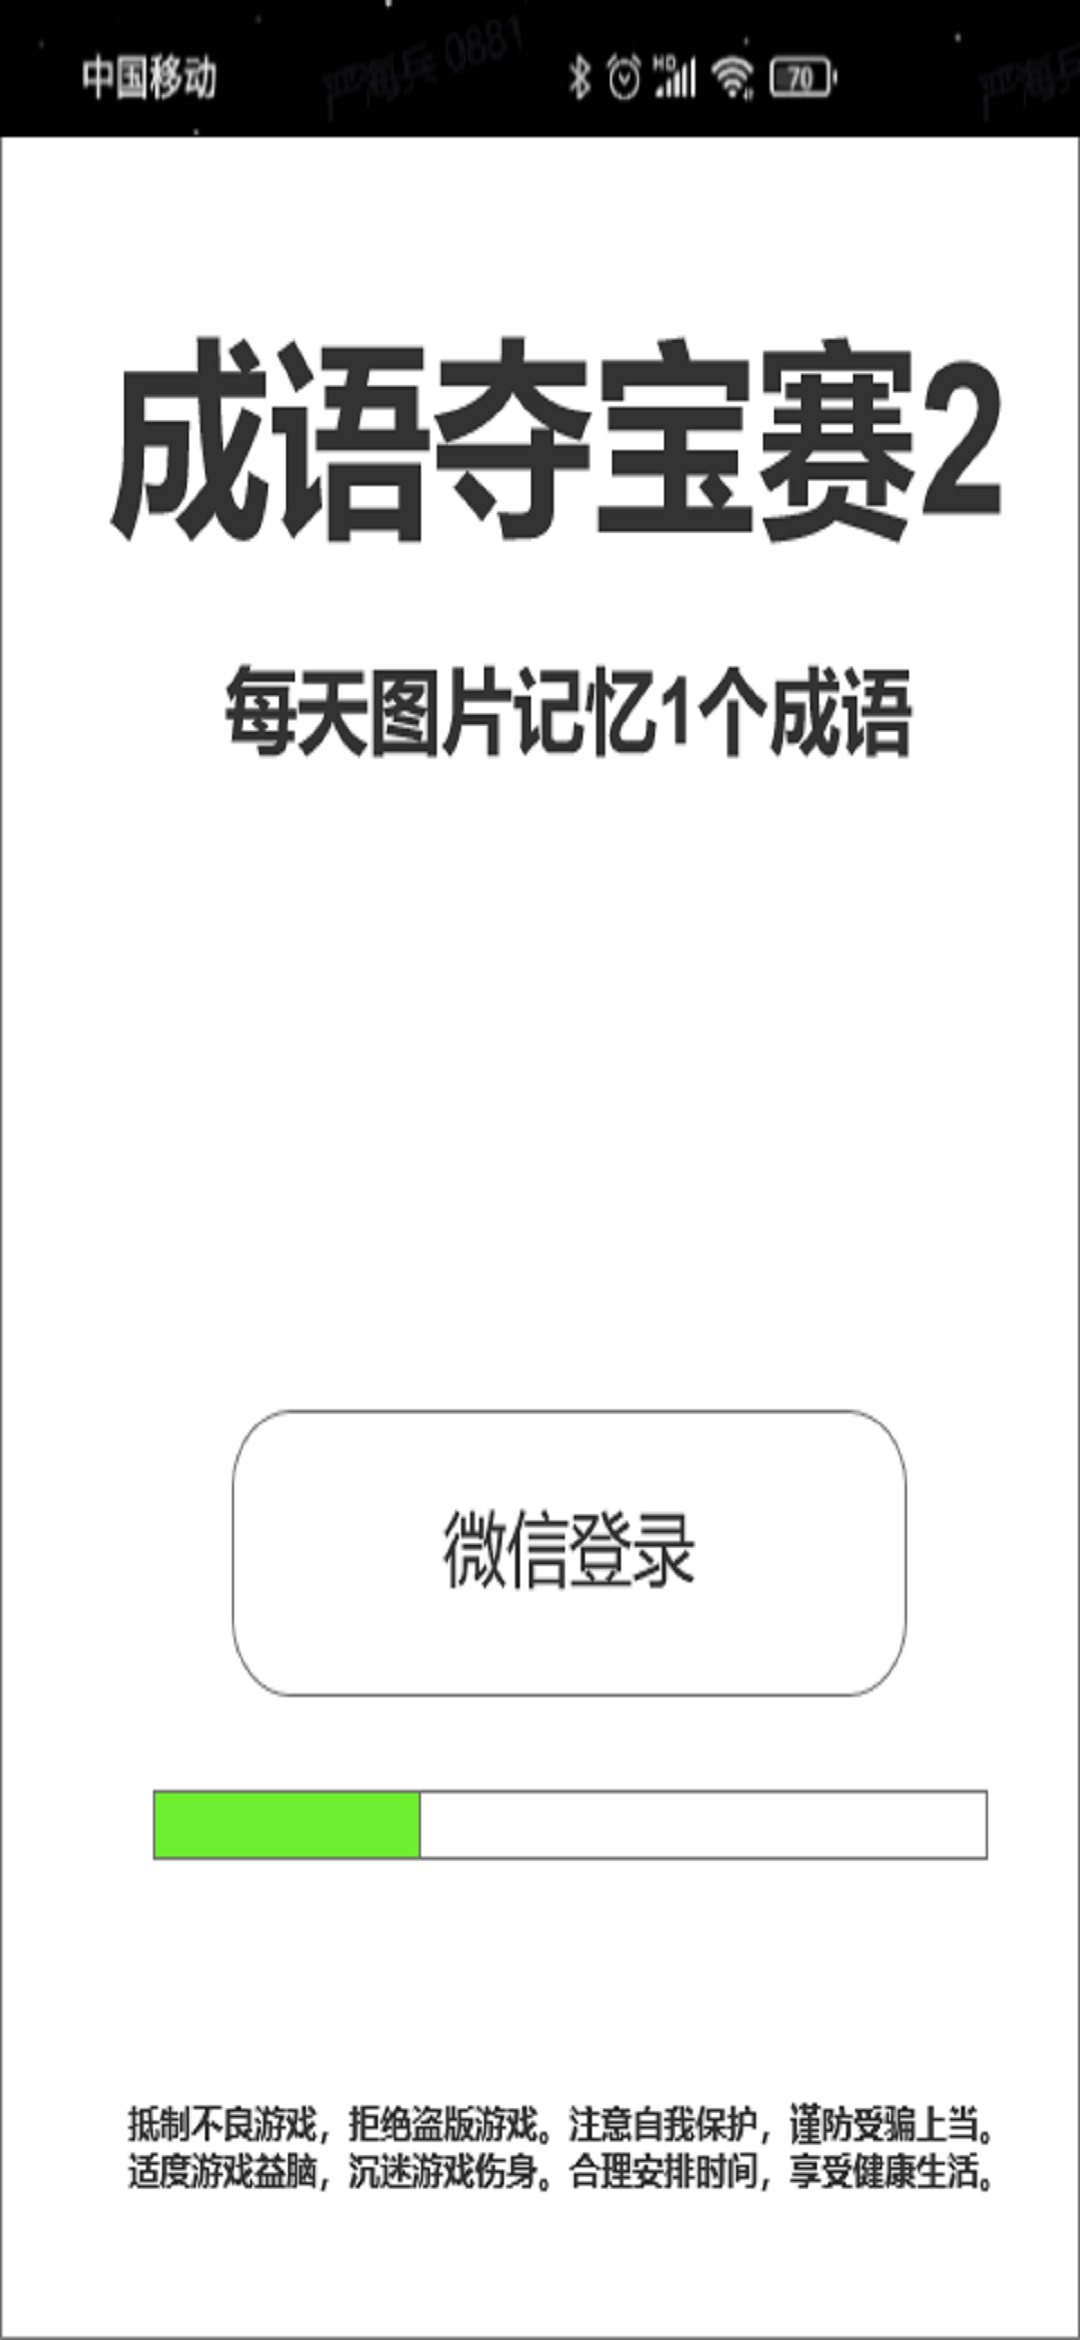 中国移动
严海兵 0881
HD
70
严海兵
成语夺宝赛2
每天图片记忆1个成语
微信登录
抵制不良游戏，拒绝盗版游戏。注意自我保护，谨防受骗上当。
适度游戏益脑，沉迷游戏伤身。合理安排时间，享受健康生活。